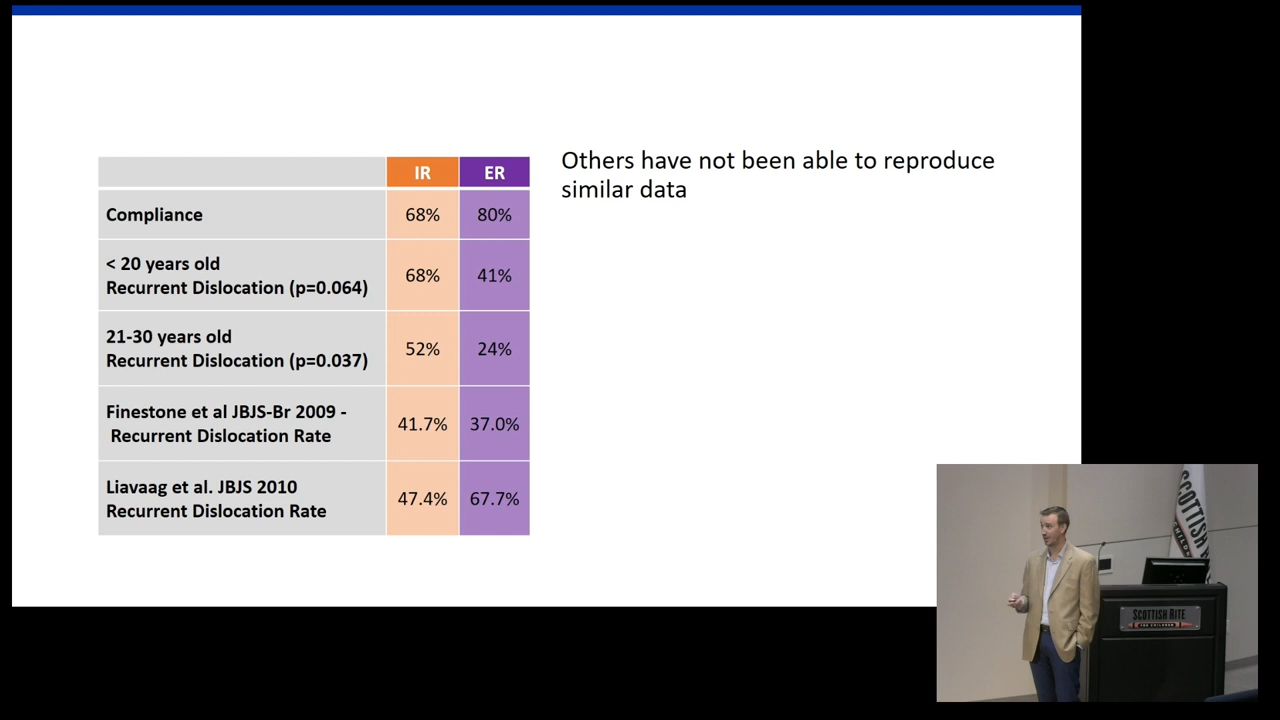 IR ER
Compliance 68% 80%
< 20 years old
Recurrent Dislocation (p=0.064) 68% 41%
21-30 years old
Recurrent Dislocation (p=0.037) 52% 24%
Finestone et al JBJS-Br 2009 -
Recurrent Dislocation Rate 41.7% 37.0%
Liavaag et al. JBJS 2010
Recurrent Dislocation Rate 47.4% 67.7%
Others have not been able to reproduce
similar data
SCOTTISH
SCOTTISH RITE
FOR CHILDREN